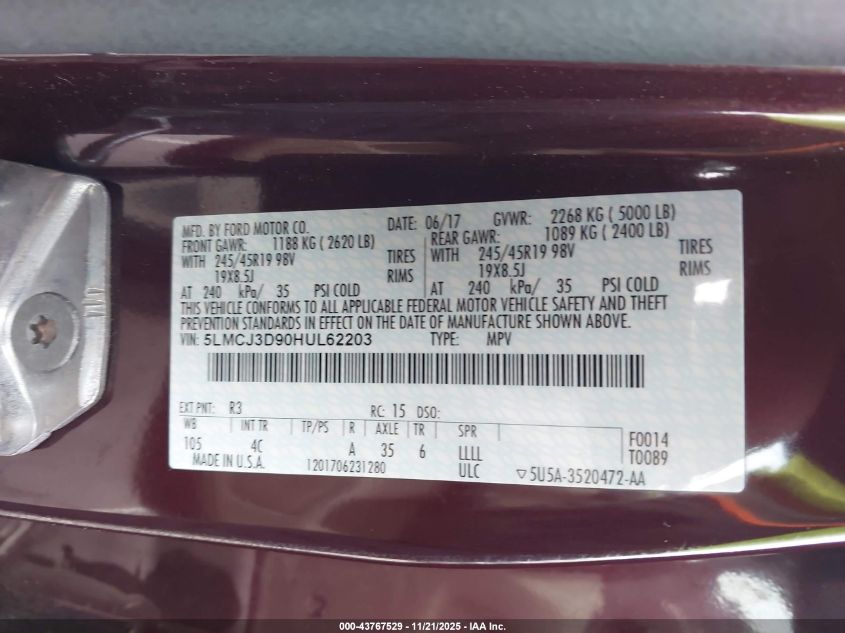 MFD. BY FORD MOTOR CO. DATE: 06/17 GVWR: 2268 KG ( 5000 LB)
FRONT GAWR: 1188 KG ( 2620 LB) REAR GAWR: 1089 KG ( 2400 LB)
WITH 245/45R19 98V TIRES WITH 245/45R19 98V TIRES
19X8.5J RIMS 19X8.5J RIMS
AT 240 kPa/ 35 PSI COLD AT 240 kPa/ 35 PSI COLD
THIS VEHICLE CONFORMS TO ALL APPLICABLE FEDERAL MOTOR VEHICLE SAFETY AND THEFT
PREVENTION STANDARDS IN EFFECT ON THE DATE OF MANUFACTURE SHOWN ABOVE.
VIN: 5LMCJ3D90HUL62203 TYPE: MPV
EXT PNT: R3 RC: 15 DSO:
WB INT TR TP/PS R AXLE TR SPR
105 4C A 35 6 LLLL F0014
MADE IN U.S.A. 1201706231280 ULC T0089
▽5U5A-3520472-AA
000-43767529 - 11/21/2025 - IAA Inc.